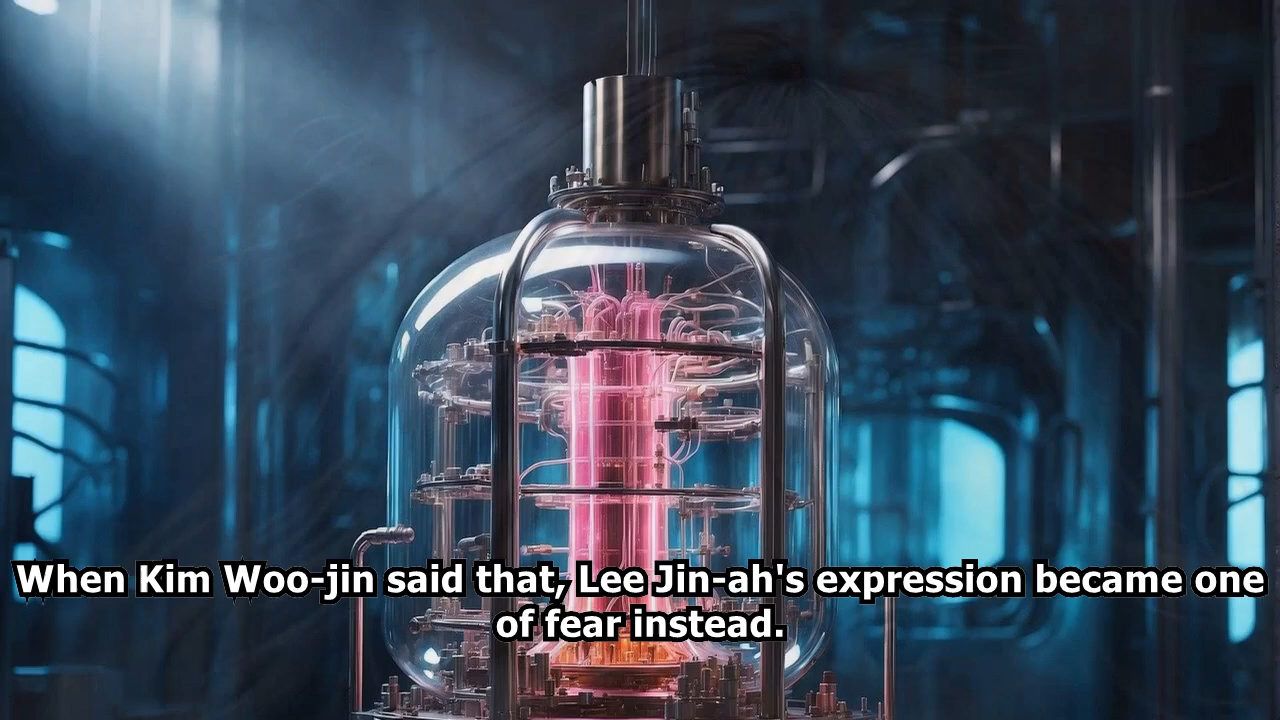 When Kim Woo-jin said that, Lee Jin-ah's expression became one
of fear instead.